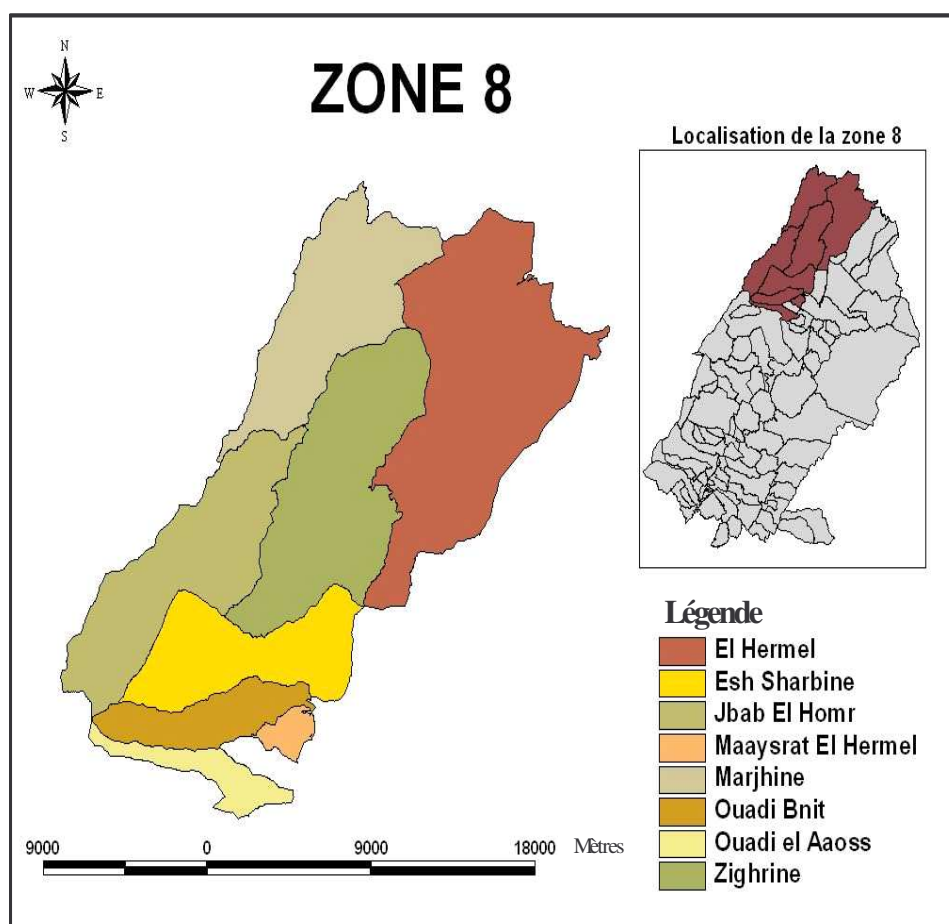 N
W E
S
ZONE 8
Localisation de la zone 8
Légende
El Hermel
Esh Sharbine
Jbab El Homr
Maaysrat El Hermel
Marjhine
Ouadi Bnit
Ouadi el Aaoss
Zighrine
9000 0 9000 18000 Mètres